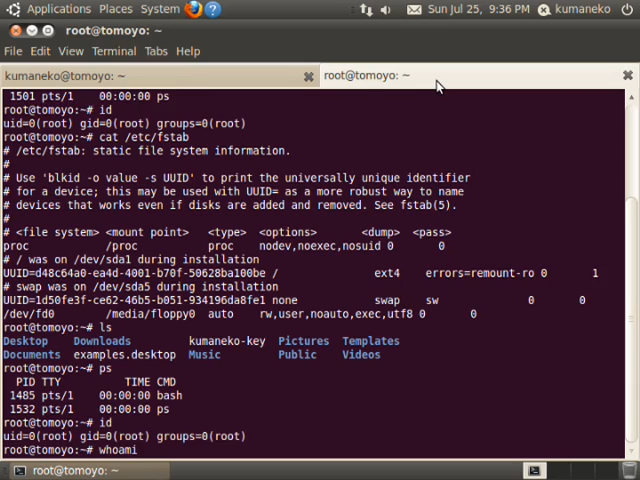 Applications Places System ? Sun Jul 25, 9:36 PM kumaneko
root@tomoyo: ~
File Edit View Terminal Tabs Help
kumaneko@tomoyo: ~ root@tomoyo: ~
1501 pts/1 00:00:00 ps
root@tomoyo:~# id
uid=0(root) gid=0(root) groups=0(root)
root@tomoyo:~# cat /etc/fstab
# /etc/fstab: static file system information.
#
# Use 'blkid -o value -s UUID' to print the universally unique identifier
# for a device; this may be used with UUID= as a more robust way to name
# devices that works even if disks are added and removed. See fstab(5).
#
# <file system> <mount point> <type> <options> <dump> <pass>
proc /proc proc nodev,noexec,nosuid 0 0
# / was on /dev/sda1 during installation
UUID=d48c64a0-ea4d-4001-b70f-50628ba100be / ext4 errors=remount-ro 0 1
# swap was on /dev/sda5 during installation
UUID=1d50fe3f-ce62-46b5-b051-934196da8fe1 none swap sw 0 0
/dev/fd0 /media/floppy0 auto rw,user,noauto,exec,utf8 0 0
root@tomoyo:~# ls
Desktop Downloads kumaneko-key Pictures Templates
Documents examples.desktop Music Public Videos
root@tomoyo:~# ps
PID TTY TIME CMD
1485 pts/1 00:00:00 bash
1532 pts/1 00:00:00 ps
root@tomoyo:~# id
uid=0(root) gid=0(root) groups=0(root)
root@tomoyo:~# whoami
root@tomoyo: ~